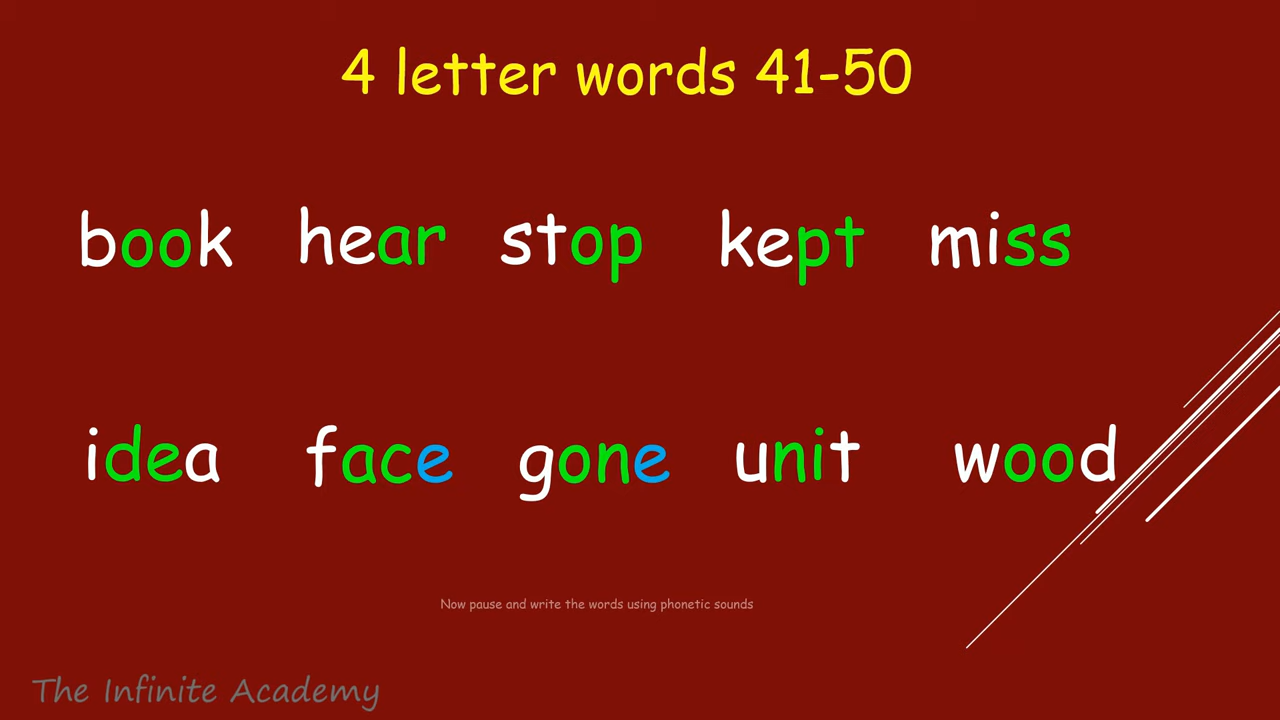 4 letter words 41-50
book hear stop kept miss
idea face gone unit wood
Now pause and write the words using phonetic sounds
The Infinite Academy